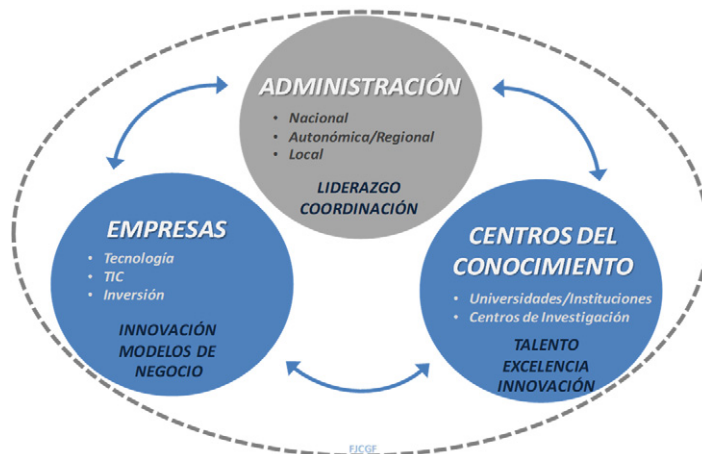 ADMINISTRACIÓN
• Nacional
• Autonómica/Regional
• Local
LIDERAZGO
COORDINACIÓN
EMPRESAS
• Tecnología
• TIC
• Inversión
INNOVACIÓN
MODELOS DE
NEGOCIO
CENTROS DEL
CONOCIMIENTO
• Universidades/Instituciones
• Centros de Investigación
TALENTO
EXCELENCIA
INNOVACIÓN
FJCGF